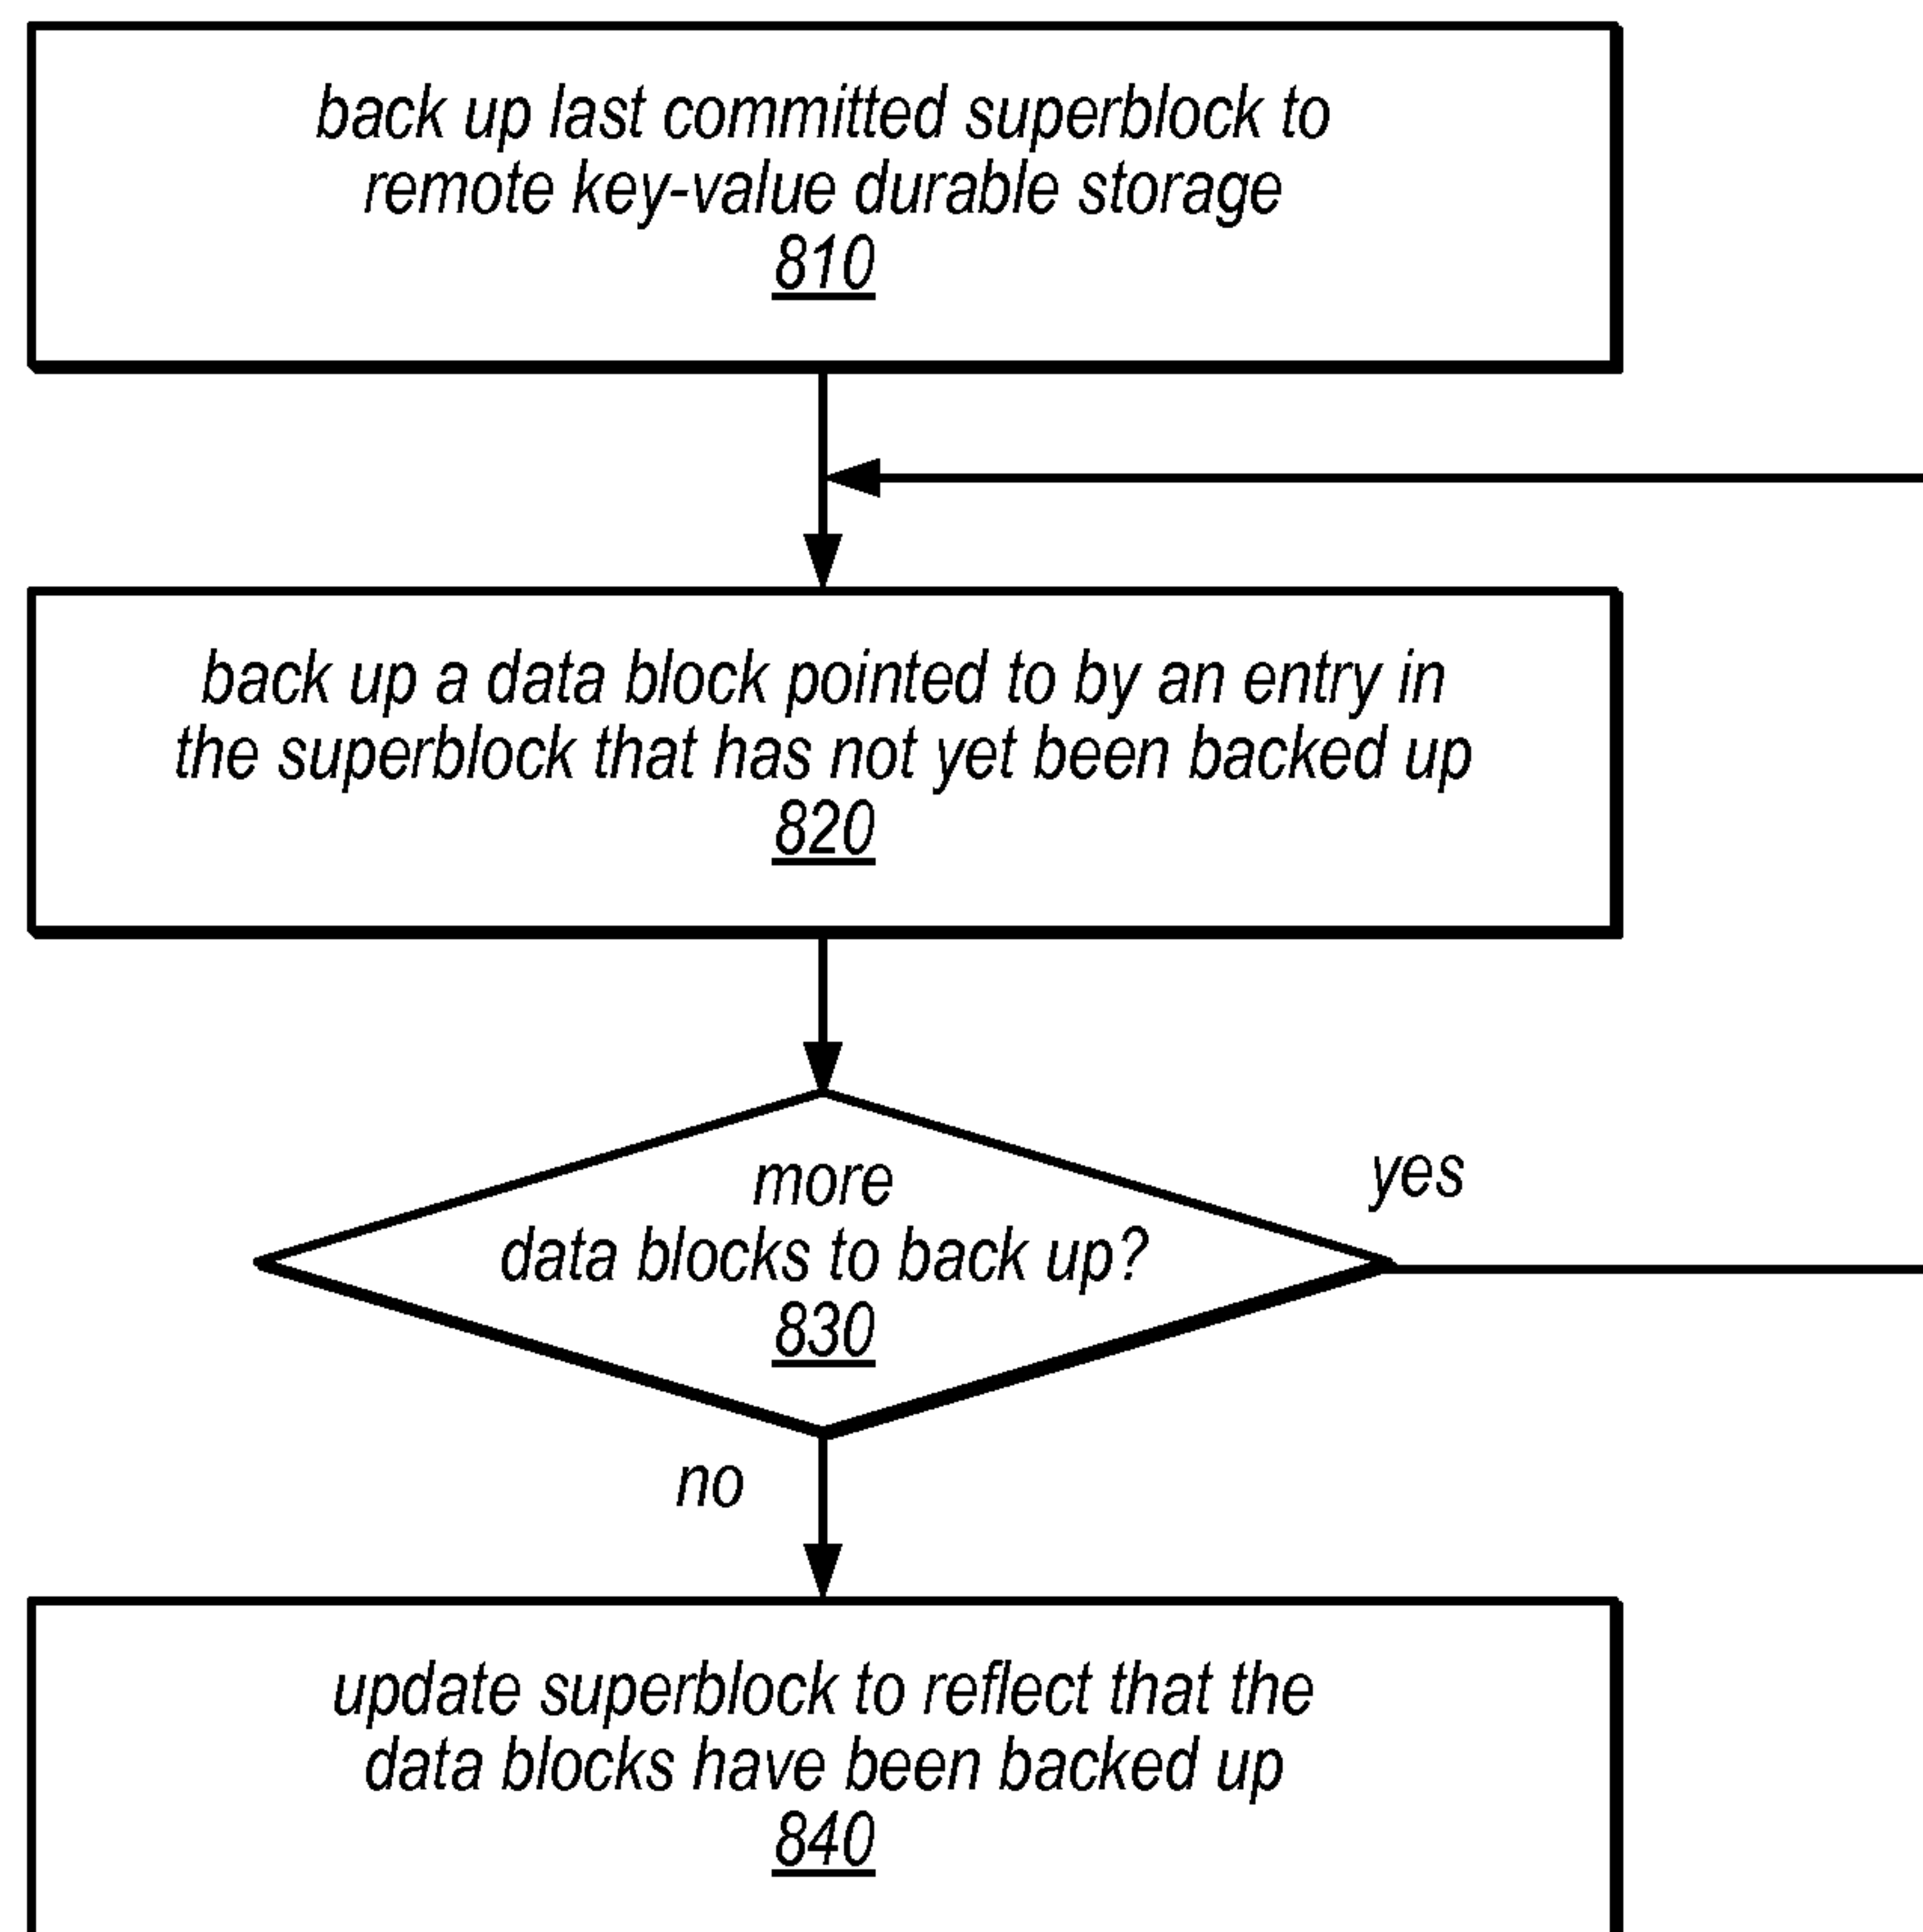 back up last committed superblock to
remote key-value durable storage
810
back up a data block pointed to by an entry in
the superblock that has not yet been backed up
820
more
data blocks to back up?
830
yes
no
update superblock to reflect that the
data blocks have been backed up
840